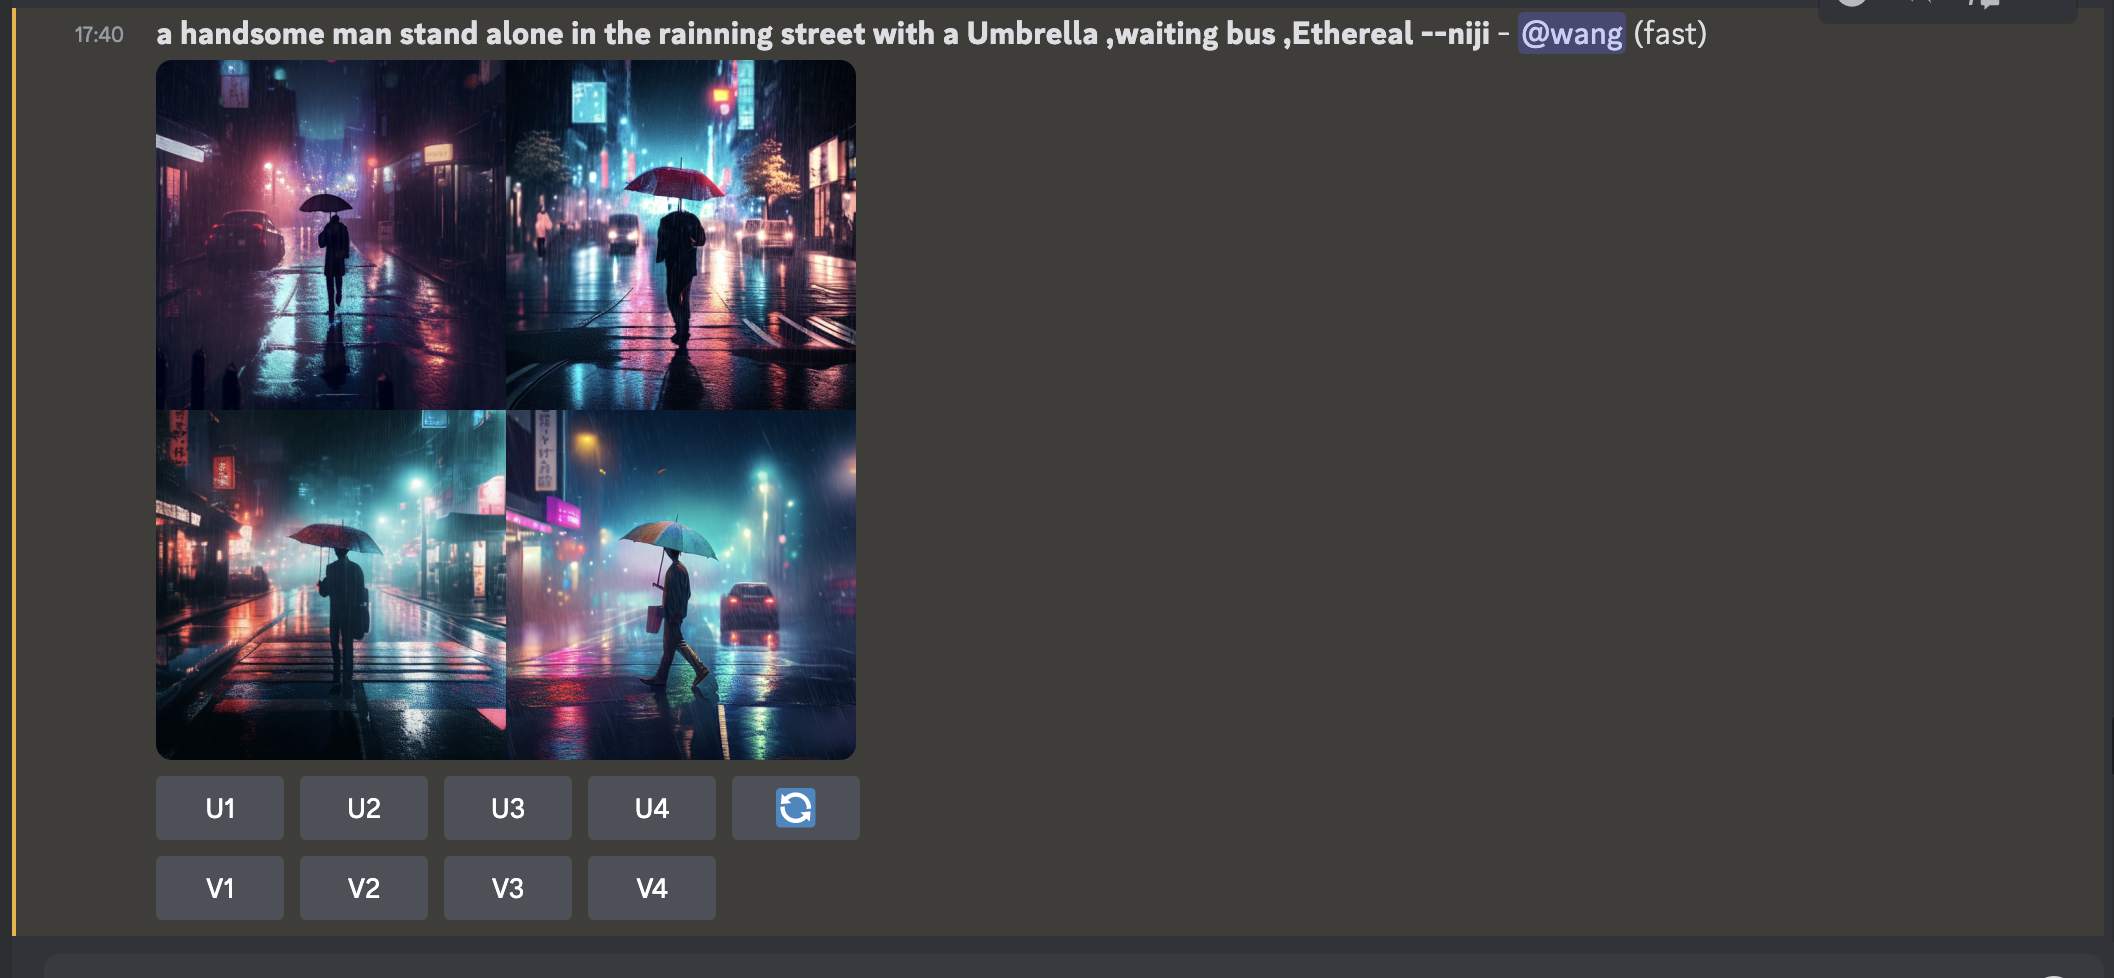 17:40 a handsome man stand alone in the rainning street with a Umbrella ,waiting bus ,Ethereal --niji - @wang (fast)
U1 U2 U3 U4
V1 V2 V3 V4